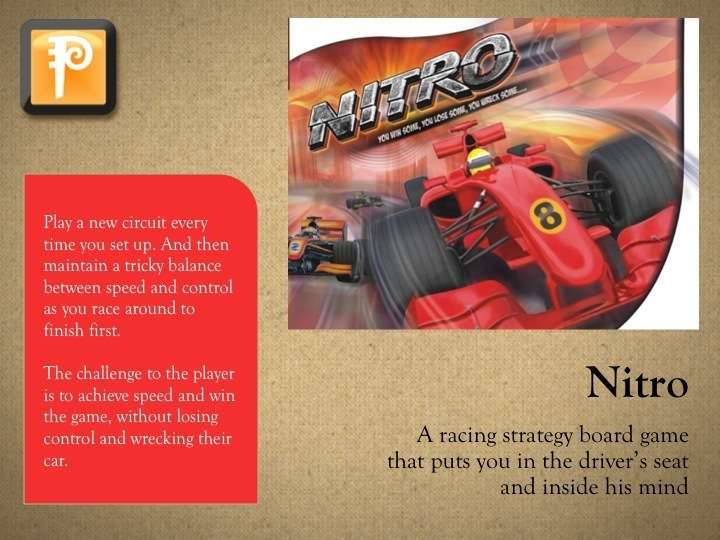 P
NITRO
YOU WIN SOME, YOU LOSE SOME, YOU WRECK SOME.....
8
2
Play a new circuit every
time you set up. And then
maintain a tricky balance
between speed and control
as you race around to
finish first.
The challenge to the player
is to achieve speed and win
the game, without losing
control and wrecking their
car.
Nitro
A racing strategy board game
that puts you in the driver's seat
and inside his mind